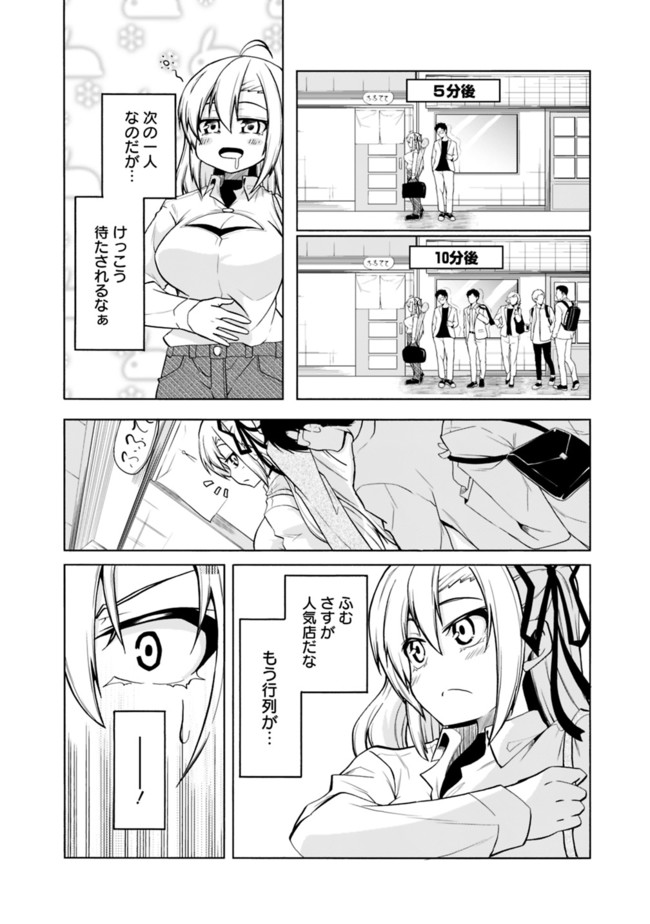 5分後
10分後
次の一人
なのだが…
けっこう
待たされるなぁ
ふむ
さすが
人気店だな
もう行列が…
――!